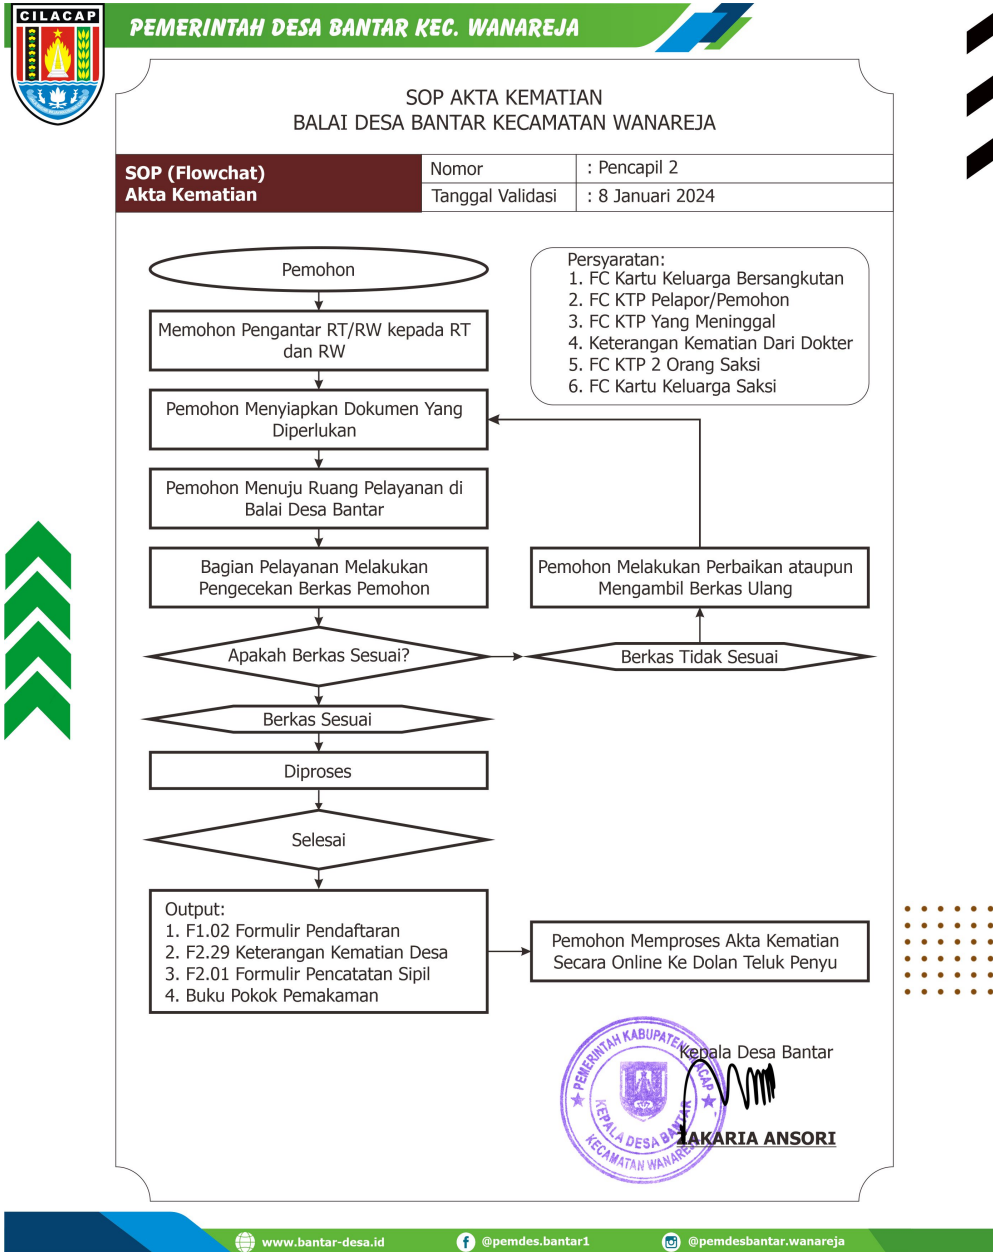 CILACAP
PEMERINTAH DESA BANTAR KEC. WANAREJA
SOP AKTA KEMATIAN
BALAI DESA BANTAR KECAMATAN WANAREJA
SOP (Flowchat)
Akta Kematian
Nomor : Pencapil 2
Tanggal Validasi : 8 Januari 2024
Pemohon
Memohon Pengantar RT/RW kepada RT
dan RW
Pemohon Menyiapkan Dokumen Yang
Diperlukan
Pemohon Menuju Ruang Pelayanan di
Balai Desa Bantar
Bagian Pelayanan Melakukan
Pengecekan Berkas Pemohon
Apakah Berkas Sesuai?
Berkas Sesuai
Diproses
Selesai
Output:
1. F1.02 Formulir Pendaftaran
2. F2.29 Keterangan Kematian Desa
3. F2.01 Formulir Pencatatan Sipil
4. Buku Pokok Pemakaman
Persyaratan:
1. FC Kartu Keluarga Bersangkutan
2. FC KTP Pelapor/Pemohon
3. FC KTP Yang Meninggal
4. Keterangan Kematian Dari Dokter
5. FC KTP 2 Orang Saksi
6. FC Kartu Keluarga Saksi
Pemohon Melakukan Perbaikan ataupun
Mengambil Berkas Ulang
Berkas Tidak Sesuai
Pemohon Memproses Akta Kematian
Secara Online Ke Dolan Teluk Penyu
Kepala Desa Bantar
PEMERINTAH KABUPATEN CILACAP
KEPALA DESA BANTAR
KECAMATAN WANAREJA
ZAKARIA ANSORI
www.bantar-desa.id
@pemdes.bantar1
@pemdesbantar.wanareja